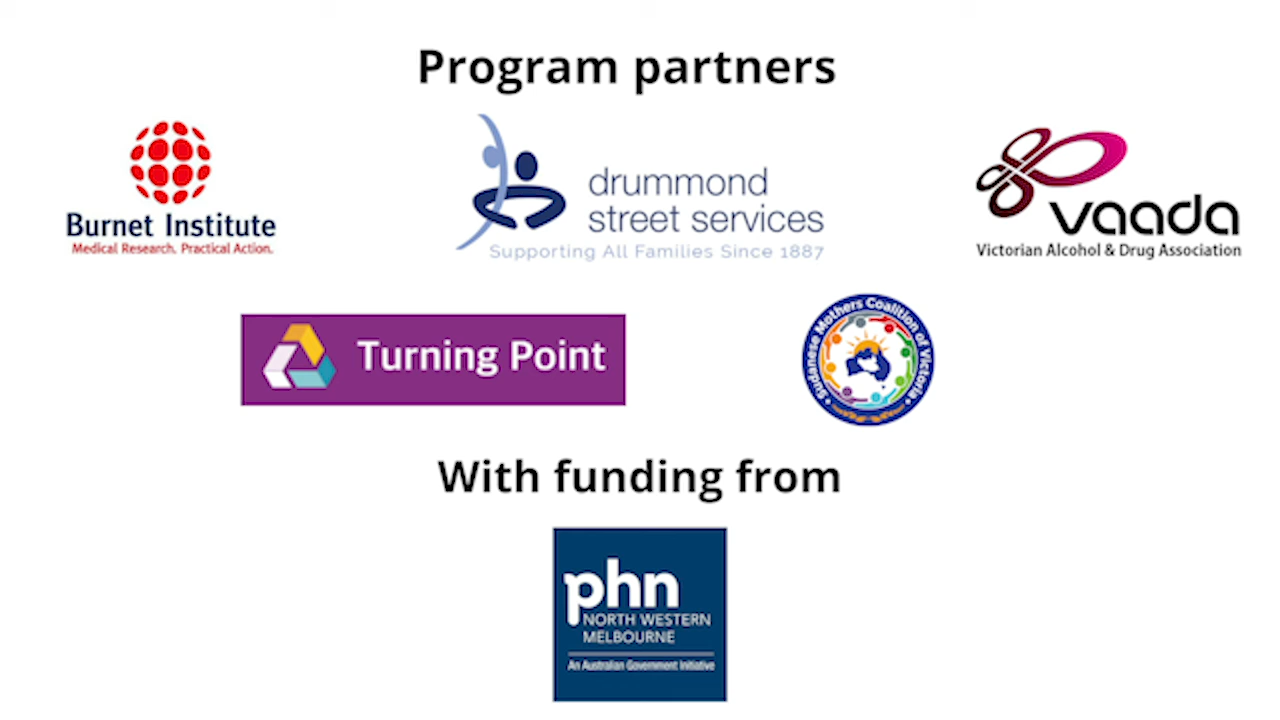 Program partners
Burnet Institute
Medical Research. Practical Action.
drummond
street services
Supporting All Families Since 1887
vaada
Victorian Alcohol & Drug Association
Turning Point
Sudanese Mothers Coalition of Victoria
With funding from
phn
NORTH WESTERN
MELBOURNE
An Australian Government Initiative